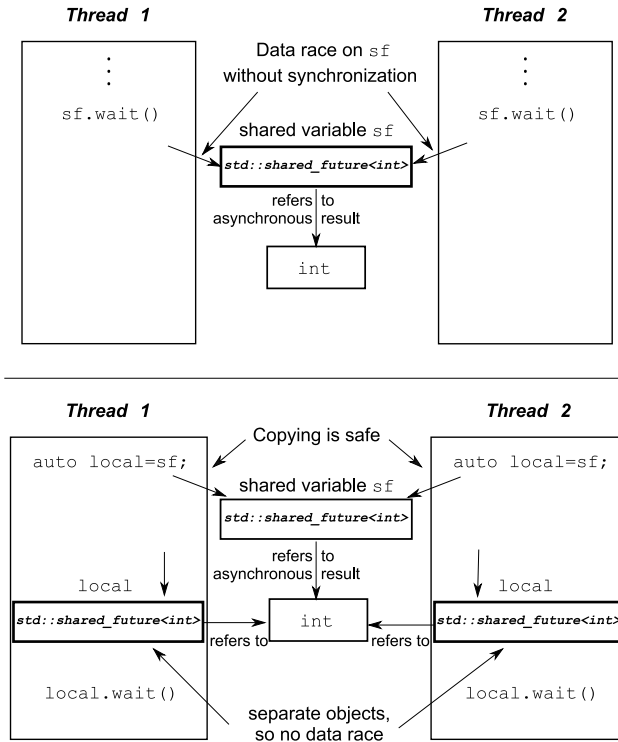 Thread 1
Thread 2
Data race on sf
without synchronization
sf.wait()
sf.wait()
shared variable sf
std::shared_future<int>
refers to
asynchronous result
int
Thread 1
Thread 2
Copying is safe
auto local=sf;
auto local=sf;
shared variable sf
std::shared_future<int>
refers to
asynchronous result
local
local
std::shared_future<int>
int
std::shared_future<int>
refers to
refers to
local.wait()
local.wait()
separate objects,
so no data race